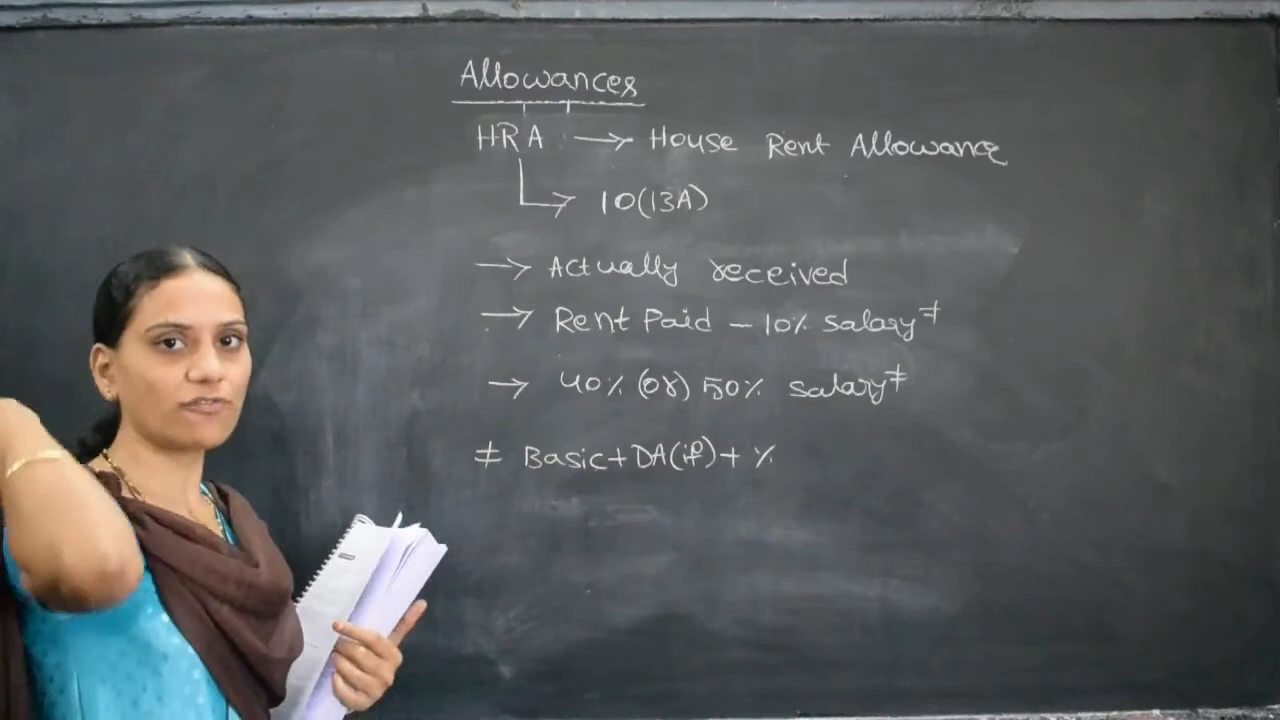 Allowances
HRA → House Rent Allowance
10(13A)
→ Actually received
→ Rent Paid – 10% salary≠
→ 40% (or) 50% salary≠
≠ Basic+DA(if)+ %